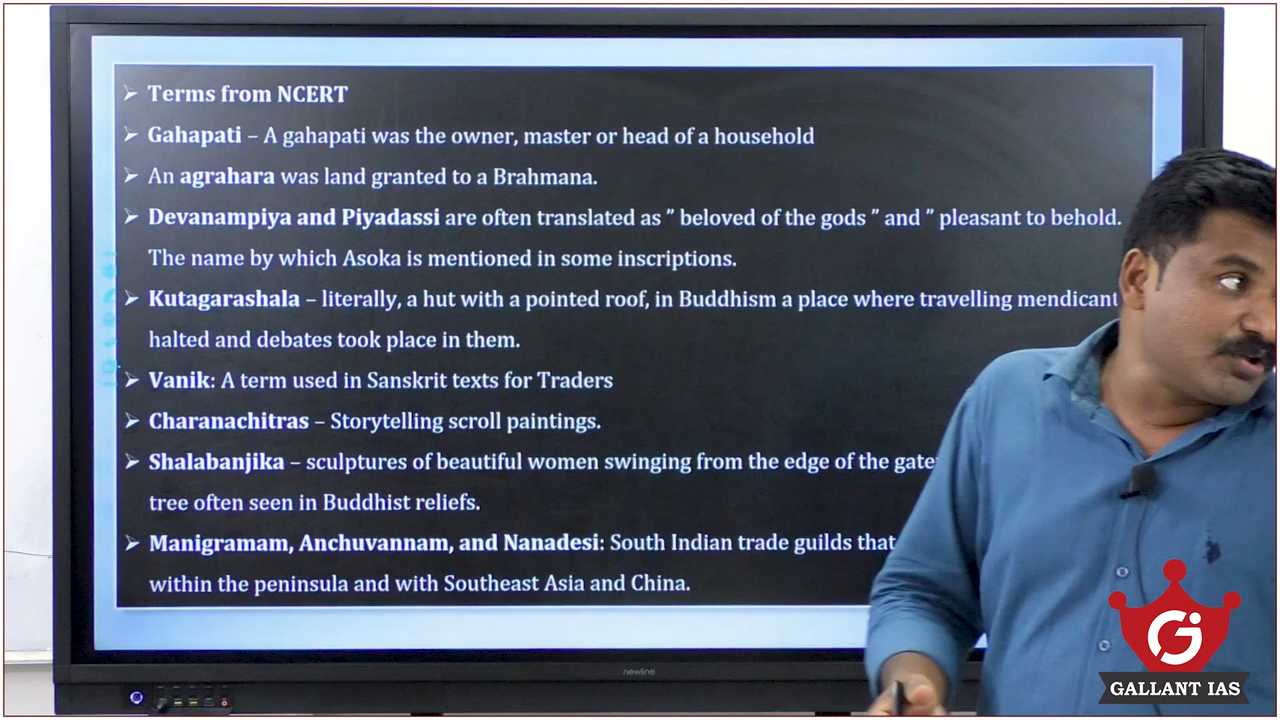 ➢ Terms from NCERT
➢ Gahapati – A gahapati was the owner, master or head of a household
➢ An agrahara was land granted to a Brahmana.
➢ Devanampiya and Piyadassi are often translated as ” beloved of the gods ” and ” pleasant to behold.
The name by which Asoka is mentioned in some inscriptions.
➢ Kutagarashala – literally, a hut with a pointed roof, in Buddhism a place where travelling mendicant
halted and debates took place in them.
➢ Vanik: A term used in Sanskrit texts for Traders
➢ Charanachitras – Storytelling scroll paintings.
➢ Shalabanjika – sculptures of beautiful women swinging from the edge of the
tree often seen in Buddhist reliefs.
➢ Manigramam, Anchuvannam, and Nanadesi: South Indian trade guilds that
within the peninsula and with Southeast Asia and China.
newline
GALLANT IAS